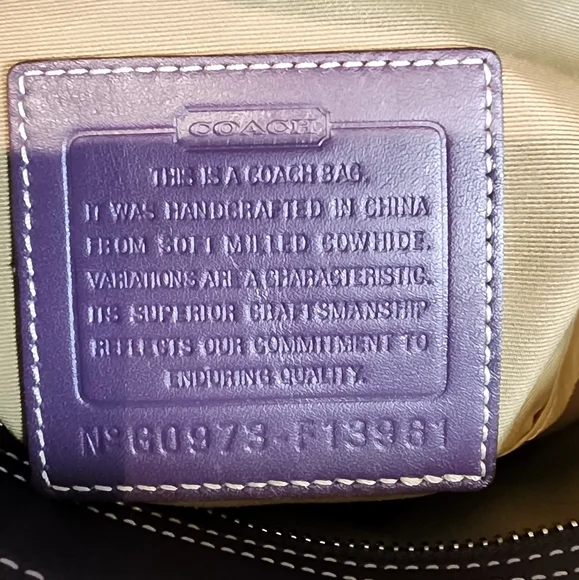 COACH
THIS IS A COACH BAG.
IT WAS HANDCRAFTED IN CHINA
FROM SOFT MILLED COWHIDE.
VARIATIONS ARE A CHARACTERISTIC.
ITS SUPERIOR CRAFTSMANSHIP
REFLECTS OUR COMMITMENT TO
ENDURING QUALITY.
Nº G0973-F13961